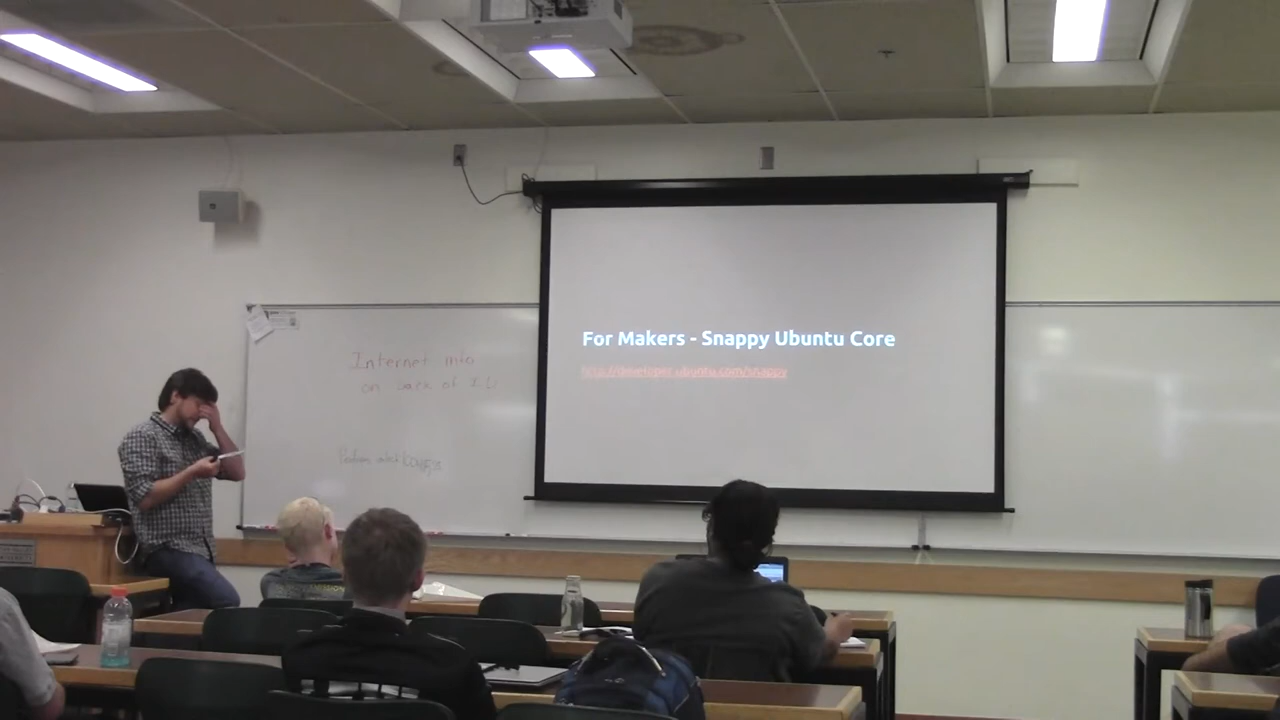 For Makers - Snappy Ubuntu Core
http://developer.ubuntu.com/snappy
Internet info
on back of I.D